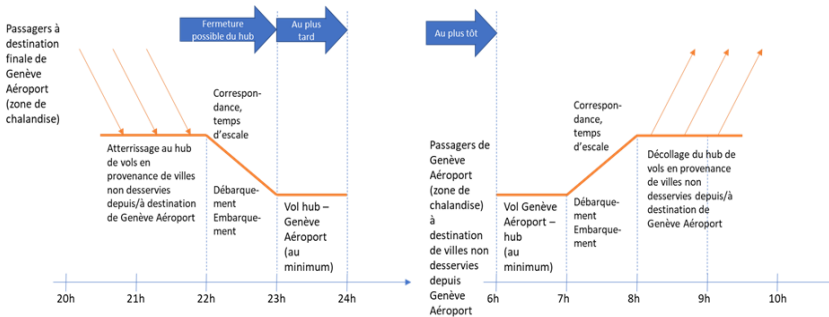 Passagers à
destination
finale de
Genève
Aéroport
(zone de
chalandise)
Fermeture
possible du hub
Au plus
tard
Correspon-
dance,
temps
d'escale
Atterrissage au hub
de vols en
provenance de villes
non desservies
depuis/à destination
de Genève Aéroport
Débarque-
ment
Embarque-
ment
Vol hub –
Genève
Aéroport
(au
minimum)
20h
21h
22h
23h
24h
Au plus tôt
Passagers de
Genève
Aéroport
(zone de
chalandise)
à
destination
de villes non
desservies
depuis
Genève
Aéroport
Correspon-
dance,
temps
d'escale
Vol Genève
Aéroport –
hub
(au
minimum)
Débarque-
ment
Embarque-
ment
Décollage du hub de
vols en provenance
de villes non
desservies depuis/à
destination de
Genève Aéroport
6h
7h
8h
9h
10h